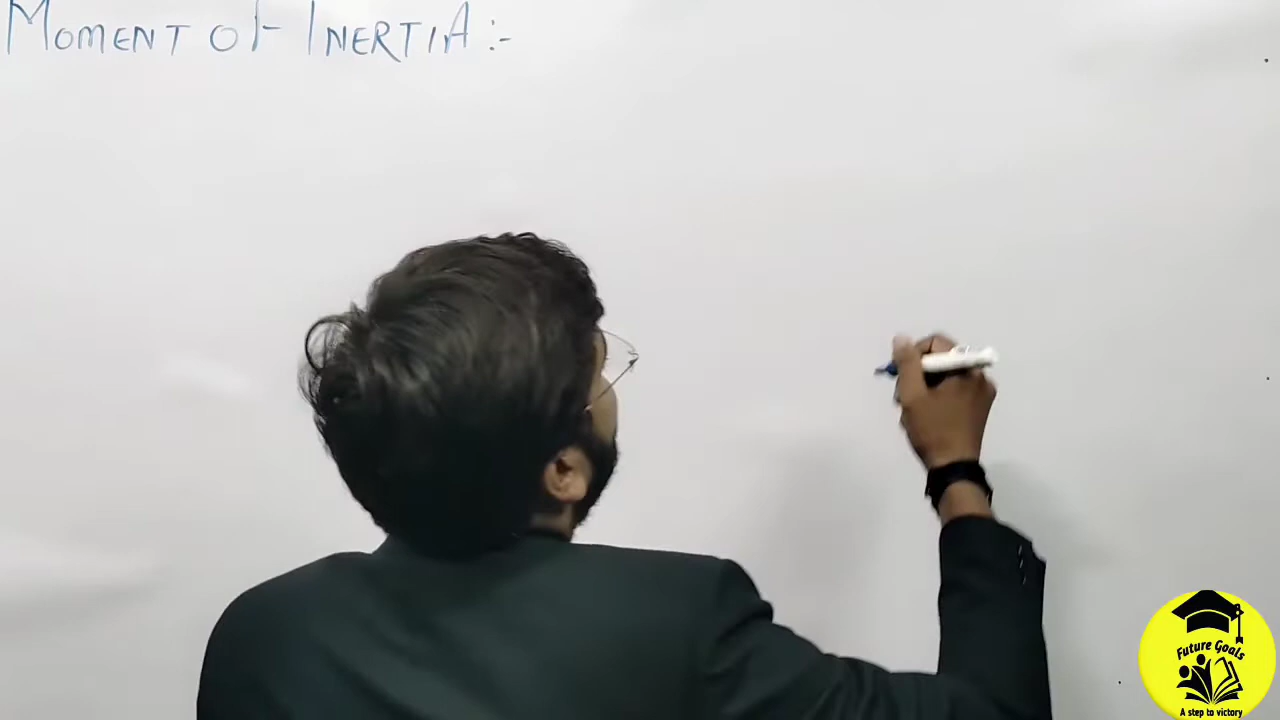 MOMENT OF INERTIA :-
Future Goals
A step to victory